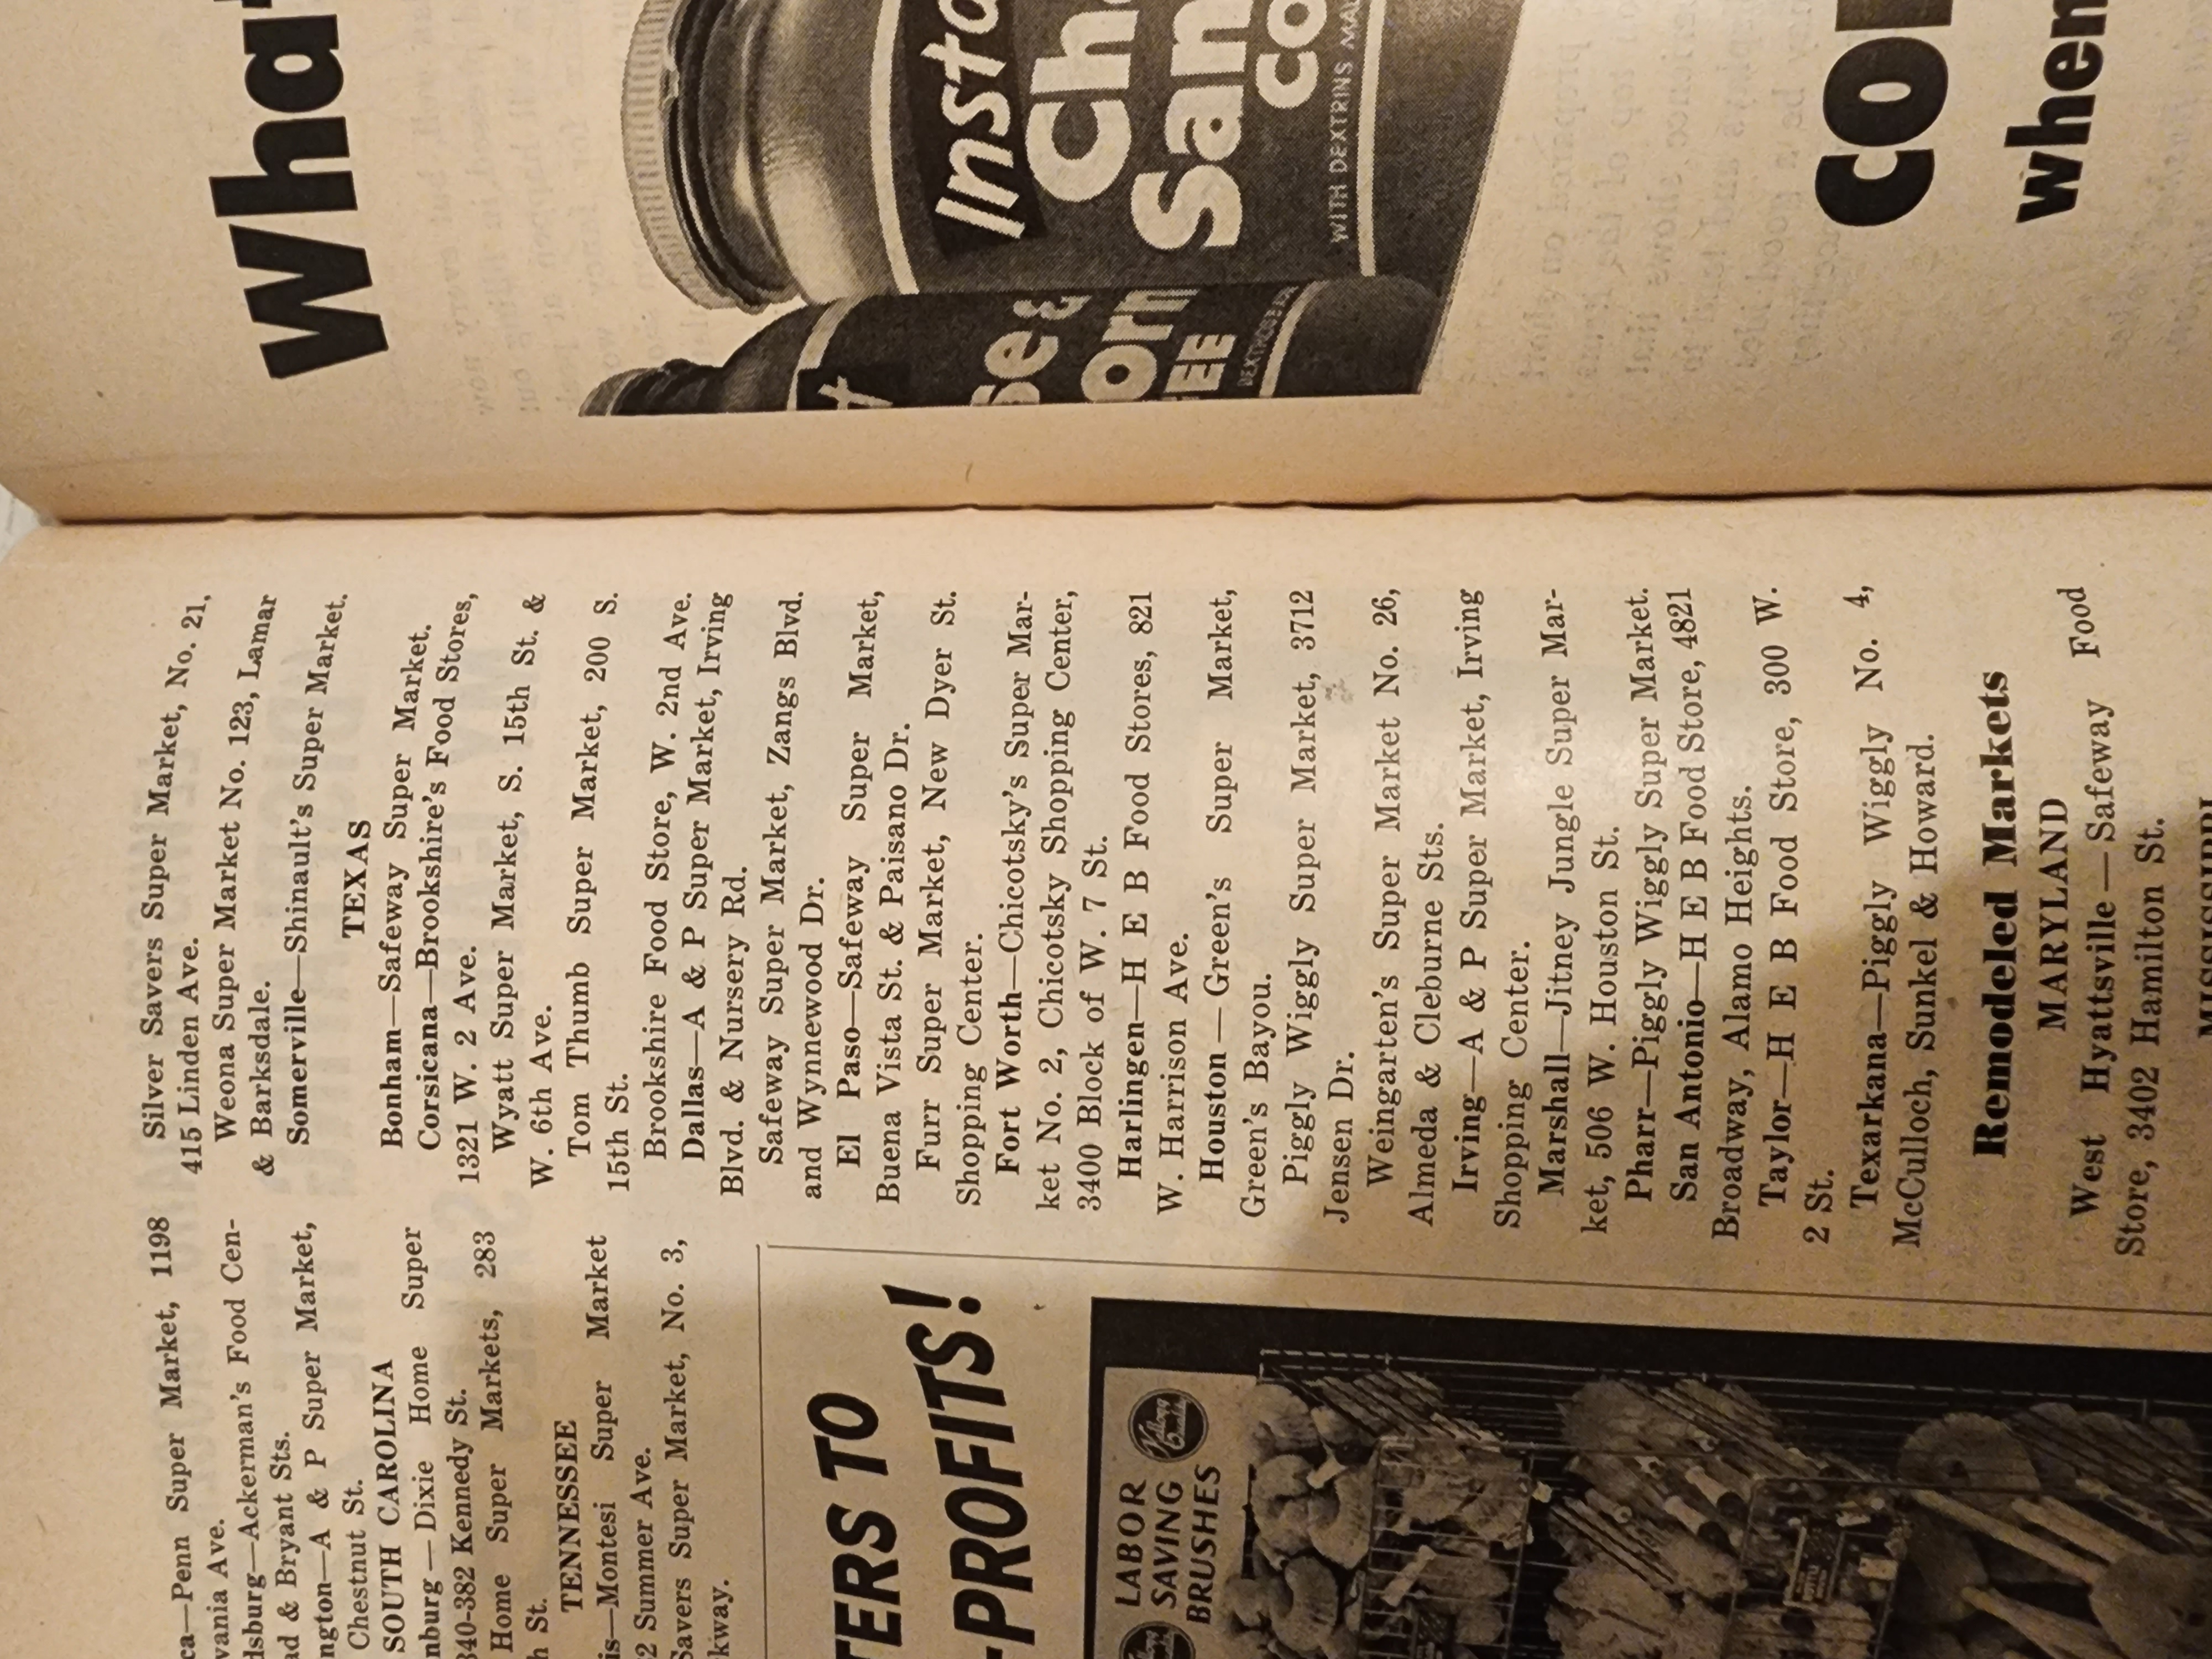 ca—Penn Super Market, 1198
vania Ave.
dsburg—Ackerman's Food Cen-
ad & Bryant Sts.
ngton—A & P Super Market,
Chestnut St.
SOUTH CAROLINA
nburg—Dixie Home Super
340-382 Kennedy St.
Home Super Markets, 283
h St.
TENNESSEE
is—Montesi Super Market
2 Summer Ave.
Savers Super Market, No. 3,
kway.
TERS TO
-PROFITS!
LABOR
SAVING
BRUSHES
Silver Savers Super Market, No. 21,
415 Linden Ave.
Weona Super Market No. 123, Lamar
& Barksdale.
Somerville—Shinault's Super Market.
TEXAS
Bonham—Safeway Super Market.
Corsicana—Brookshire's Food Stores,
1321 W. 2 Ave.
Wyatt Super Market, S. 15th St. &
W. 6th Ave.
Tom Thumb Super Market, 200 S.
15th St.
Brookshire Food Store, W. 2nd Ave.
Dallas—A & P Super Market, Irving
Blvd. & Nursery Rd.
Safeway Super Market, Zangs Blvd.
and Wynnewood Dr.
El Paso—Safeway Super Market,
Buena Vista St. & Paisano Dr.
Furr Super Market, New Dyer St.
Shopping Center.
Fort Worth—Chicotsky's Super Mar-
ket No. 2, Chicotsky Shopping Center,
3400 Block of W. 7 St.
Harlingen—H E B Food Stores, 821
W. Harrison Ave.
Houston—Green's Super Market,
Green's Bayou.
Piggly Wiggly Super Market, 3712
Jensen Dr.
Weingarten's Super Market No. 26,
Almeda & Cleburne Sts.
Irving—A & P Super Market, Irving
Shopping Center.
Marshall—Jitney Jungle Super Mar-
ket, 506 W. Houston St.
Pharr—Piggly Wiggly Super Market.
San Antonio—H E B Food Store, 4821
Broadway, Alamo Heights.
Taylor—H E B Food Store, 300 W.
2 St.
Texarkana—Piggly Wiggly No. 4,
McCulloch, Sunkel & Howard.
Remodeled Markets
MARYLAND
West Hyattsville—Safeway Food
Store, 3402 Hamilton St.
MISSISSIPPI
What
t
se &
orn
EE
DEXTROSE
Insta
Cha
San
CO
WITH DEXTRINS MAL
CO
when